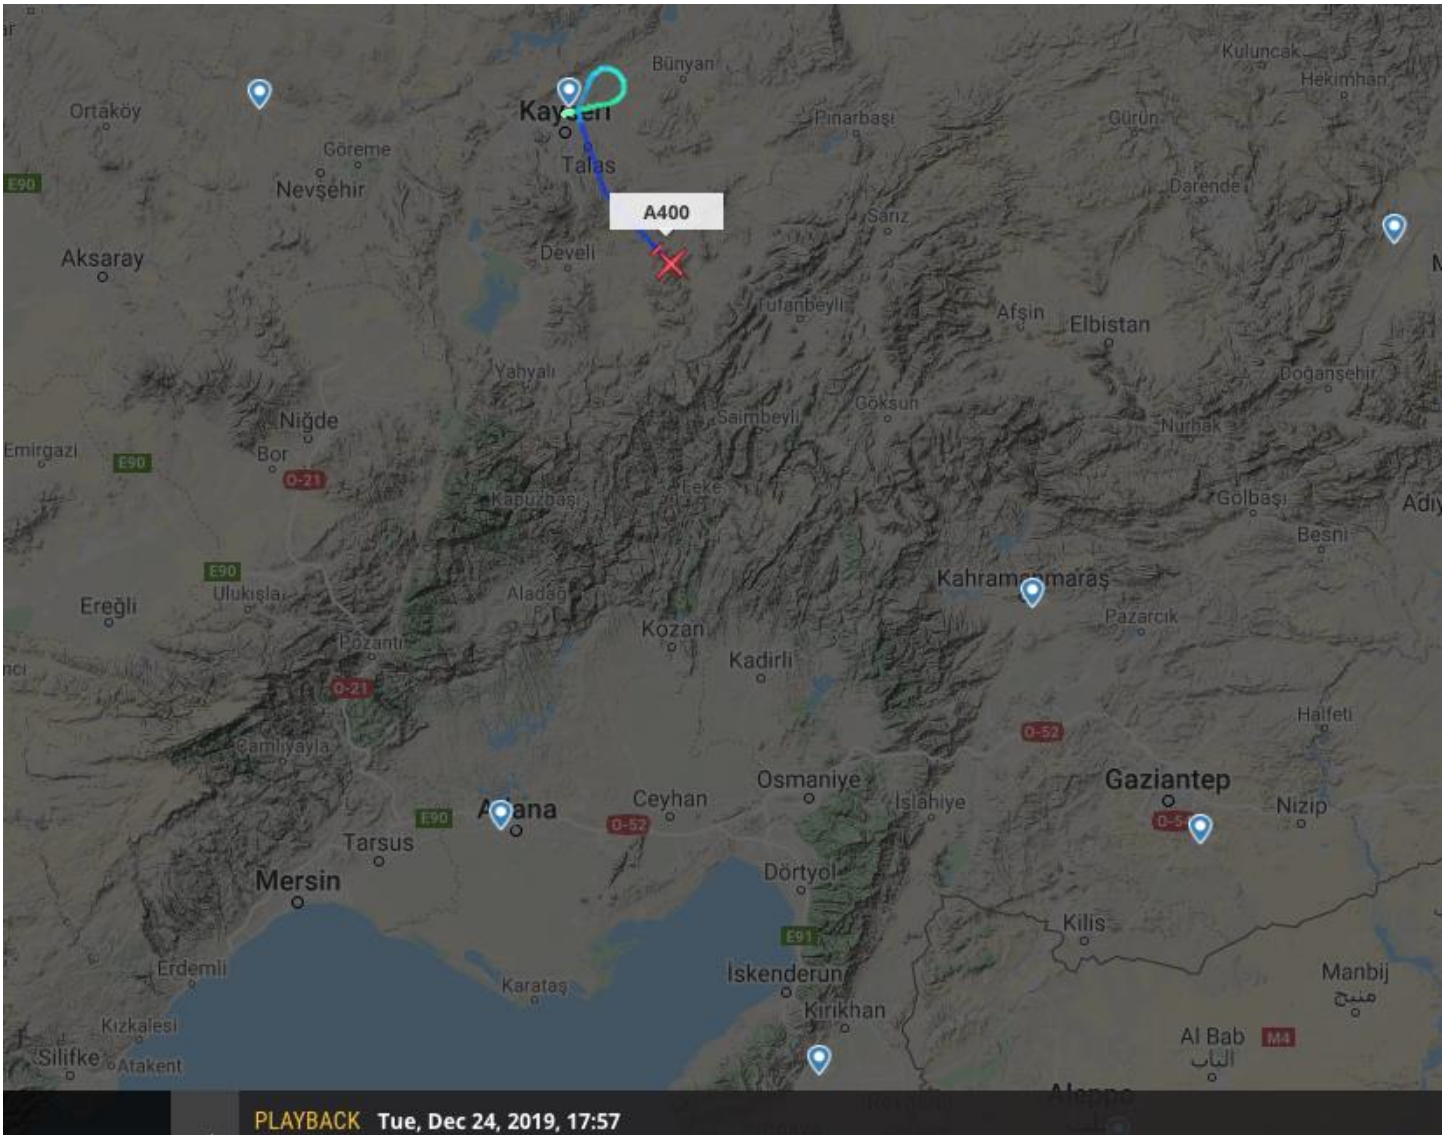 Kuluncak
Bünyan
Hekimhan
Ortaköy
Kayseri
Pınarbaşı
Gürün
Göreme
Talas
E90
Nevşehir
Darende
A400
Sarız
Aksaray
Develi
Tufanbeyli
Afşin
Elbistan
Yahyalı
Doğanşehir
Göksun
Saimbeyli
Niğde
Nurhak
Emirgazi
E90
Bor
O-21
Feke
Kapuzbaşı
Gölbaşı
Adıy
Besni
E90
Kahramanmaraş
Ulukışla
Aladağ
Ereğli
Pazarcık
Kozan
Pozantı
Kadirli
O-21
Halfeti
O-52
Çamlıyayla
Osmaniye
Gaziantep
Ceyhan
İslahiye
Nizip
Adana
E90
O-52
O-54
Tarsus
Dörtyol
Mersin
Kilis
E91
Erdemli
İskenderun
Manbij
منبج
Karataş
Kırıkhan
Kızkalesi
Al Bab
M4
الباب
Silifke
Atakent
Aleppo
PLAYBACK Tue, Dec 24, 2019, 17:57